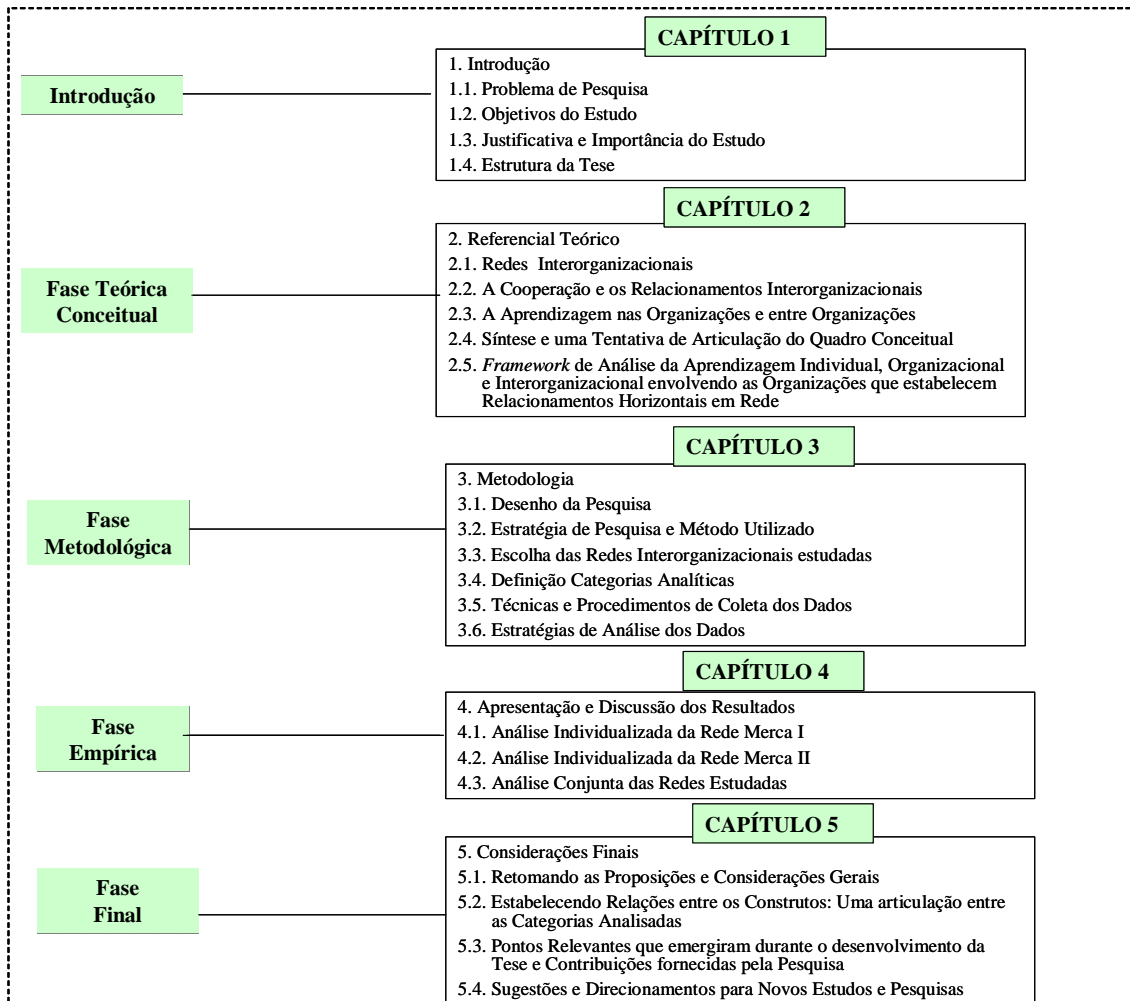 CAPÍTULO 1
Introdução
1. Introdução
1.1. Problema de Pesquisa
1.2. Objetivos do Estudo
1.3. Justificativa e Importância do Estudo
1.4. Estrutura da Tese
CAPÍTULO 2
Fase Teórica
Conceitual
2. Referencial Teórico
2.1. Redes Interorganizacionais
2.2. A Cooperação e os Relacionamentos Interorganizacionais
2.3. A Aprendizagem nas Organizações e entre Organizações
2.4. Síntese e uma Tentativa de Articulação do Quadro Conceitual
2.5. Framework de Análise da Aprendizagem Individual, Organizacional
e Interorganizacional envolvendo as Organizações que estabelecem
Relacionamentos Horizontais em Rede
CAPÍTULO 3
Fase
Metodológica
3. Metodologia
3.1. Desenho da Pesquisa
3.2. Estratégia de Pesquisa e Método Utilizado
3.3. Escolha das Redes Interorganizacionais estudadas
3.4. Definição Categorias Analíticas
3.5. Técnicas e Procedimentos de Coleta dos Dados
3.6. Estratégias de Análise dos Dados
CAPÍTULO 4
Fase
Empírica
4. Apresentação e Discussão dos Resultados
4.1. Análise Individualizada da Rede Merca I
4.2. Análise Individualizada da Rede Merca II
4.3. Análise Conjunta das Redes Estudadas
CAPÍTULO 5
Fase
Final
5. Considerações Finais
5.1. Retomando as Proposições e Considerações Gerais
5.2. Estabelecendo Relações entre os Construtos: Uma articulação entre
as Categorias Analisadas
5.3. Pontos Relevantes que emergiram durante o desenvolvimento da
Tese e Contribuições fornecidas pela Pesquisa
5.4. Sugestões e Direcionamentos para Novos Estudos e Pesquisas